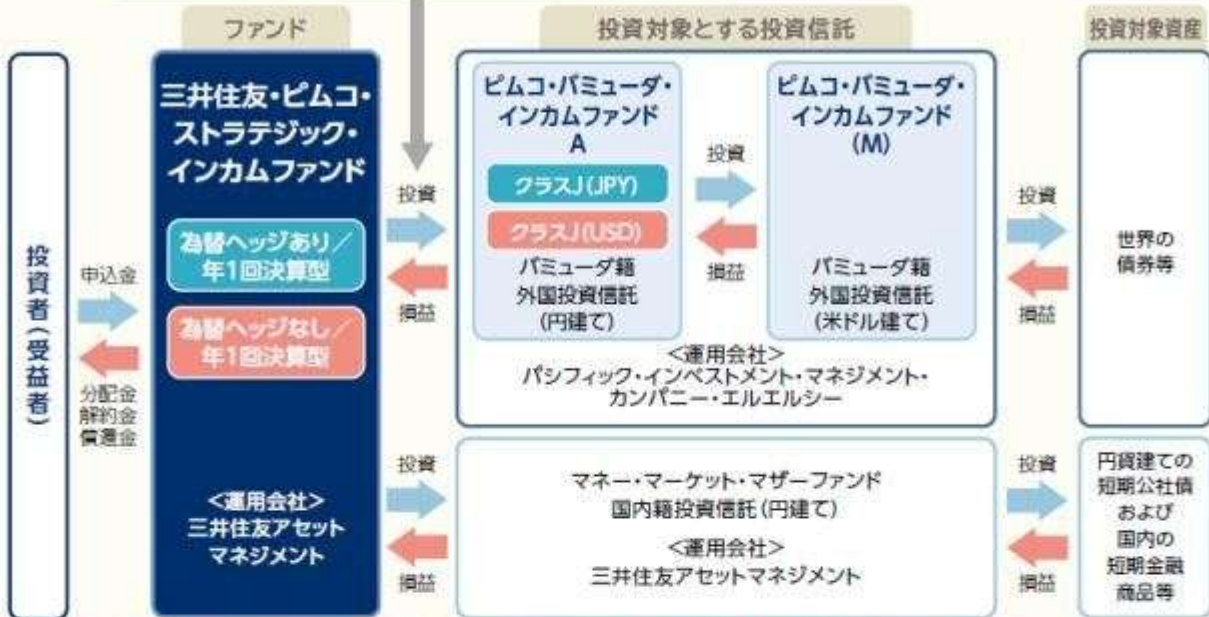 ファンド
投資対象とする投資信託
投資対象資産
投資者(受益者)
申込金
分配金
解約金
償還金
三井住友・ピムコ・
ストラテジック・
インカムファンド
為替ヘッジあり/
年1回決算型
為替ヘッジなし/
年1回決算型
<運用会社>
三井住友アセット
マネジメント
投資
損益
ピムコ・バミューダ・
インカムファンド
A
クラスJ(JPY)
クラスJ(USD)
バミューダ籍
外国投資信託
(円建て)
投資
損益
ピムコ・バミューダ・
インカムファンド
(M)
バミューダ籍
外国投資信託
(米ドル建て)
<運用会社>
パシフィック・インベストメント・マネジメント・
カンパニー・エルエルシー
投資
損益
世界の
債券等
投資
損益
マネー・マーケット・マザーファンド
国内籍投資信託(円建て)
<運用会社>
三井住友アセットマネジメント
投資
損益
円貨建ての
短期公社債
および
国内の
短期金融
商品等